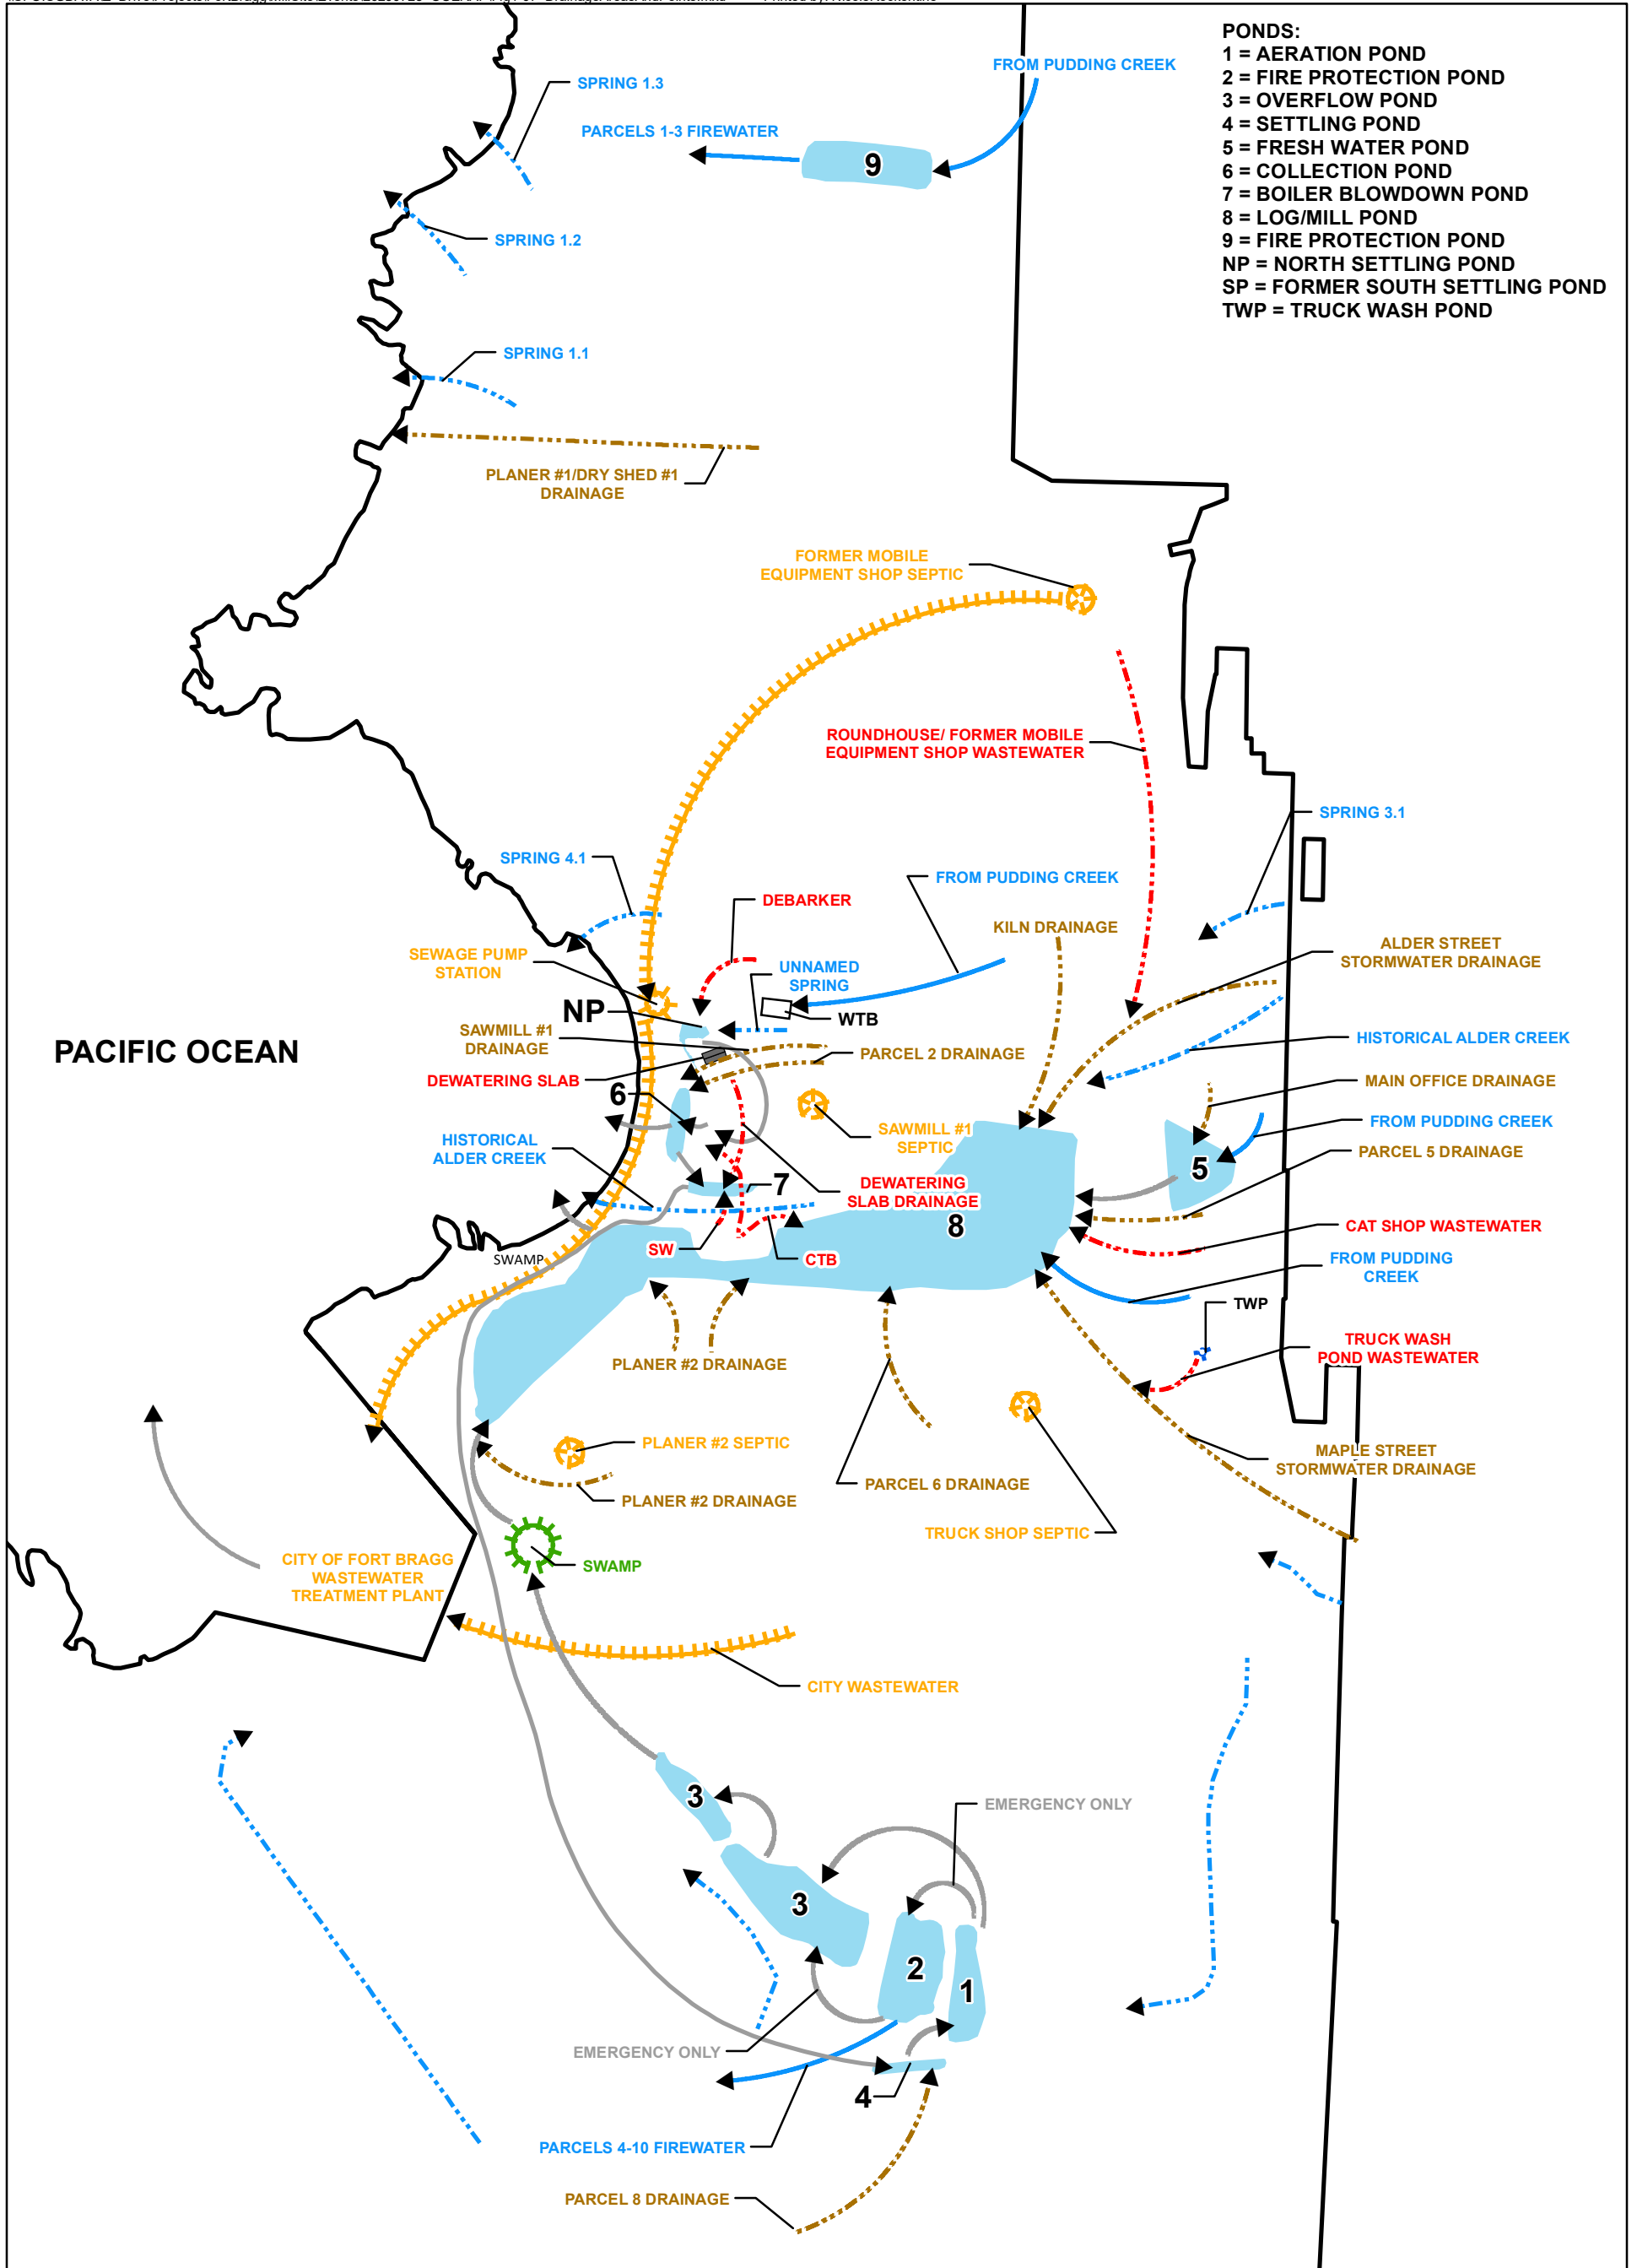 PONDS:
1 = AERATION POND
2 = FIRE PROTECTION POND
3 = OVERFLOW POND
4 = SETTLING POND
5 = FRESH WATER POND
6 = COLLECTION POND
7 = BOILER BLOWDOWN POND
8 = LOG/MILL POND
9 = FIRE PROTECTION POND
NP = NORTH SETTLING POND
SP = FORMER SOUTH SETTLING POND
TWP = TRUCK WASH POND
FROM PUDDING CREEK
SPRING 1.3
PARCELS 1-3 FIREWATER
9
SPRING 1.2
SPRING 1.1
PLANER #1/DRY SHED #1
DRAINAGE
FORMER MOBILE
EQUIPMENT SHOP SEPTIC
ROUNDHOUSE/ FORMER MOBILE
EQUIPMENT SHOP WASTEWATER
SPRING 3.1
SPRING 4.1
FROM PUDDING CREEK
DEBARKER
KILN DRAINAGE
ALDER STREET
STORMWATER DRAINAGE
SEWAGE PUMP
STATION
UNNAMED
SPRING
NP
WTB
SAWMILL #1
DRAINAGE
HISTORICAL ALDER CREEK
PACIFIC OCEAN
PARCEL 2 DRAINAGE
DEWATERING SLAB
MAIN OFFICE DRAINAGE
6
FROM PUDDING CREEK
SAWMILL #1
SEPTIC
HISTORICAL
ALDER CREEK
PARCEL 5 DRAINAGE
5
7
DEWATERING
SLAB DRAINAGE
8
CAT SHOP WASTEWATER
SW
CTB
SWAMP
FROM PUDDING
CREEK
TWP
TRUCK WASH
POND WASTEWATER
PLANER #2 DRAINAGE
PLANER #2 SEPTIC
MAPLE STREET
STORMWATER DRAINAGE
PARCEL 6 DRAINAGE
PLANER #2 DRAINAGE
TRUCK SHOP SEPTIC
CITY OF FORT BRAGG
WASTEWATER
TREATMENT PLANT
SWAMP
CITY WASTEWATER
3
EMERGENCY ONLY
3
2
1
EMERGENCY ONLY
4
PARCELS 4-10 FIREWATER
PARCEL 8 DRAINAGE